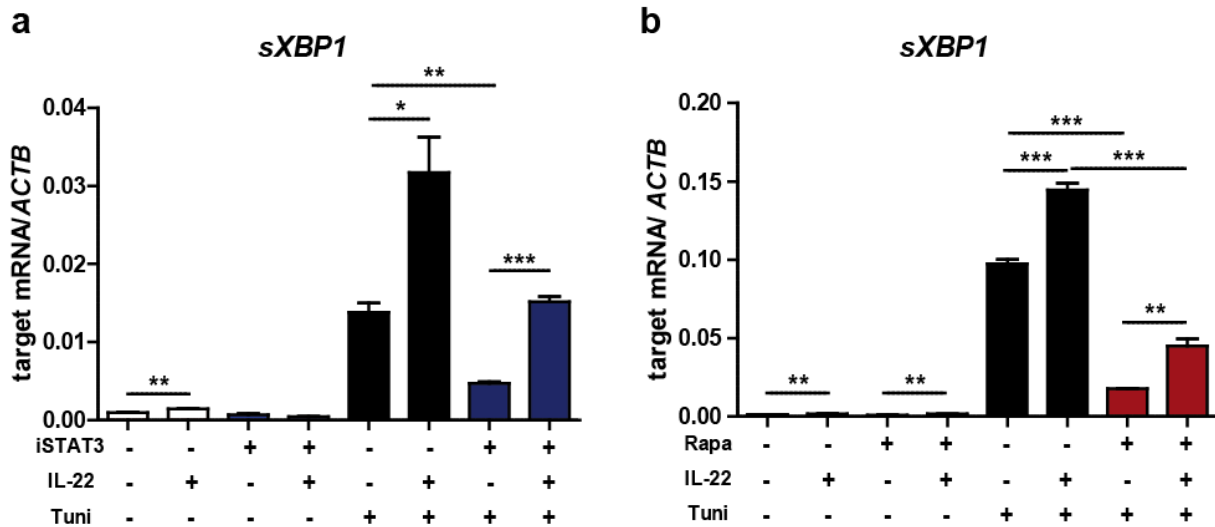 a
sXBP1
target mRNA/ACTB
0.04
0.03
0.02
0.01
0.00
**
*
**
***
iSTAT3 - - + + - - + +
IL-22 - + - + - + - +
Tuni - - - - + + + +
b
sXBP1
target mRNA/ ACTB
0.20
0.15
0.10
0.05
0.00
***
***
***
**
**
**
Rapa - - + + - - + +
IL-22 - + - + - + - +
Tuni - - - - + + + +